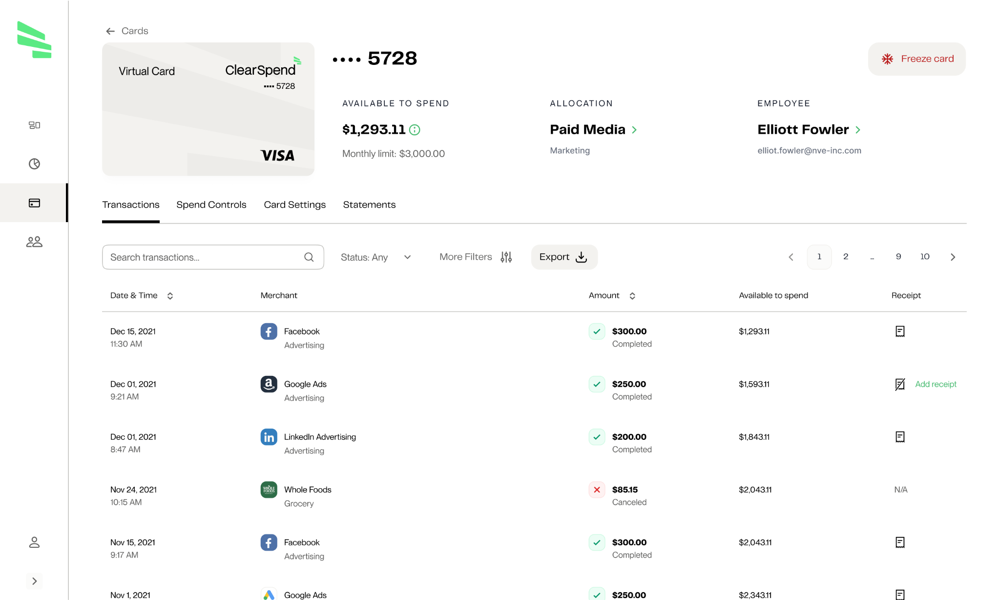 Cards
Virtual Card
ClearSpend
•••• 5728
VISA
•••• 5728
Freeze card
AVAILABLE TO SPEND
$1,293.11
Monthly limit: $3,000.00
ALLOCATION
Paid Media
Marketing
EMPLOYEE
Elliott Fowler
elliot.fowler@nve-inc.com
Transactions Spend Controls Card Settings Statements
Search transactions... Status: Any More Filters Export 1 2 ... 9 10
Date & Time Merchant Amount Available to spend Receipt
Dec 15, 2021 Facebook $300.00 $1,293.11
11:30 AM Advertising Completed
Dec 01, 2021 Google Ads $250.00 $1,593.11 Add receipt
9:21 AM Advertising Completed
Dec 01, 2021 LinkedIn Advertising $200.00 $1,843.11
8:47 AM Advertising Completed
Nov 24, 2021 WHOLE FOODS MARKET Whole Foods $85.15 $2,043.11 N/A
10:15 AM Grocery Canceled
Nov 15, 2021 Facebook $300.00 $2,043.11
9:17 AM Advertising Completed
Nov 1, 2021 Google Ads $250.00 $2,343.11